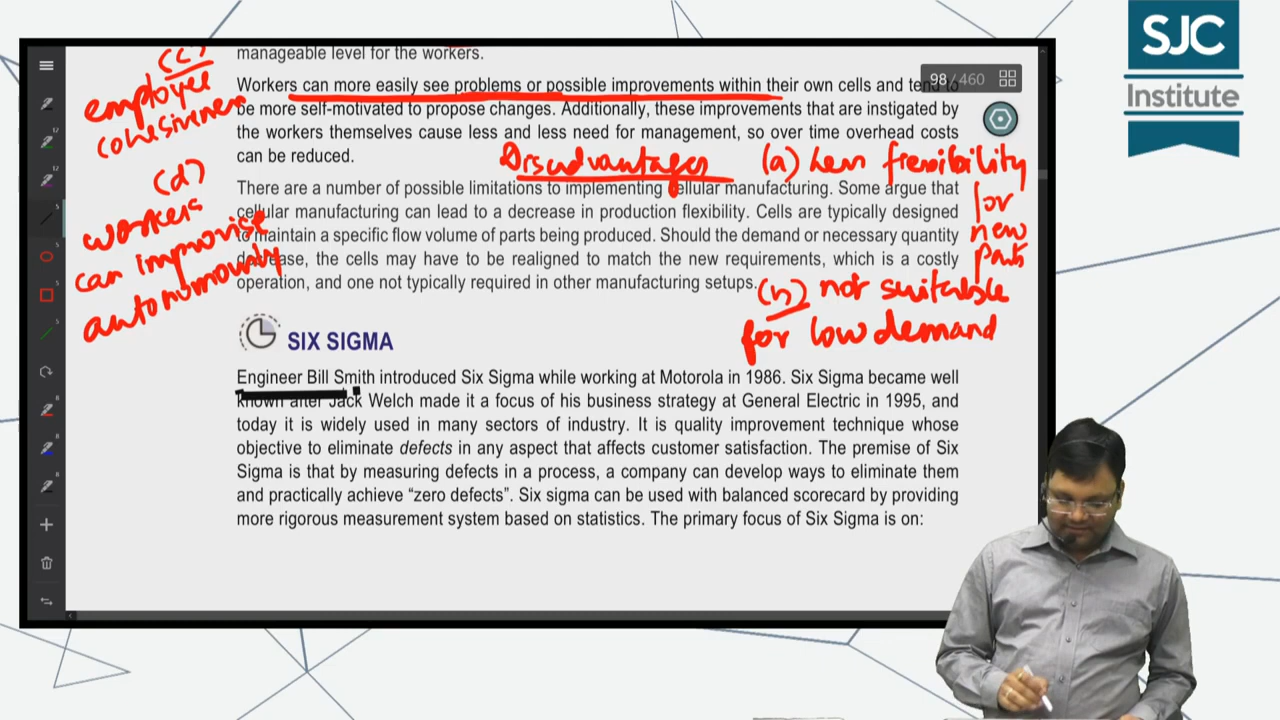 SJC
Institute
98 / 460
manageable level for the workers.
Workers can more easily see problems or possible improvements within their own cells and tend to
be more self-motivated to propose changes. Additionally, these improvements that are instigated by
the workers themselves cause less and less need for management, so over time overhead costs
can be reduced.
There are a number of possible limitations to implementing cellular manufacturing. Some argue that
cellular manufacturing can lead to a decrease in production flexibility. Cells are typically designed
to maintain a specific flow volume of parts being produced. Should the demand or necessary quantity
decrease, the cells may have to be realigned to match the new requirements, which is a costly
operation, and one not typically required in other manufacturing setups.
(c)
employee
cohesiveness
(d)
workers
can improvise
autonomously
Disadvantages
(a) Less flexibility
for
new
parts
(b) not suitable
for low demand
SIX SIGMA
Engineer Bill Smith introduced Six Sigma while working at Motorola in 1986. Six Sigma became well
known after Jack Welch made it a focus of his business strategy at General Electric in 1995, and
today it is widely used in many sectors of industry. It is quality improvement technique whose
objective to eliminate defects in any aspect that affects customer satisfaction. The premise of Six
Sigma is that by measuring defects in a process, a company can develop ways to eliminate them
and practically achieve “zero defects”. Six sigma can be used with balanced scorecard by providing
more rigorous measurement system based on statistics. The primary focus of Six Sigma is on: